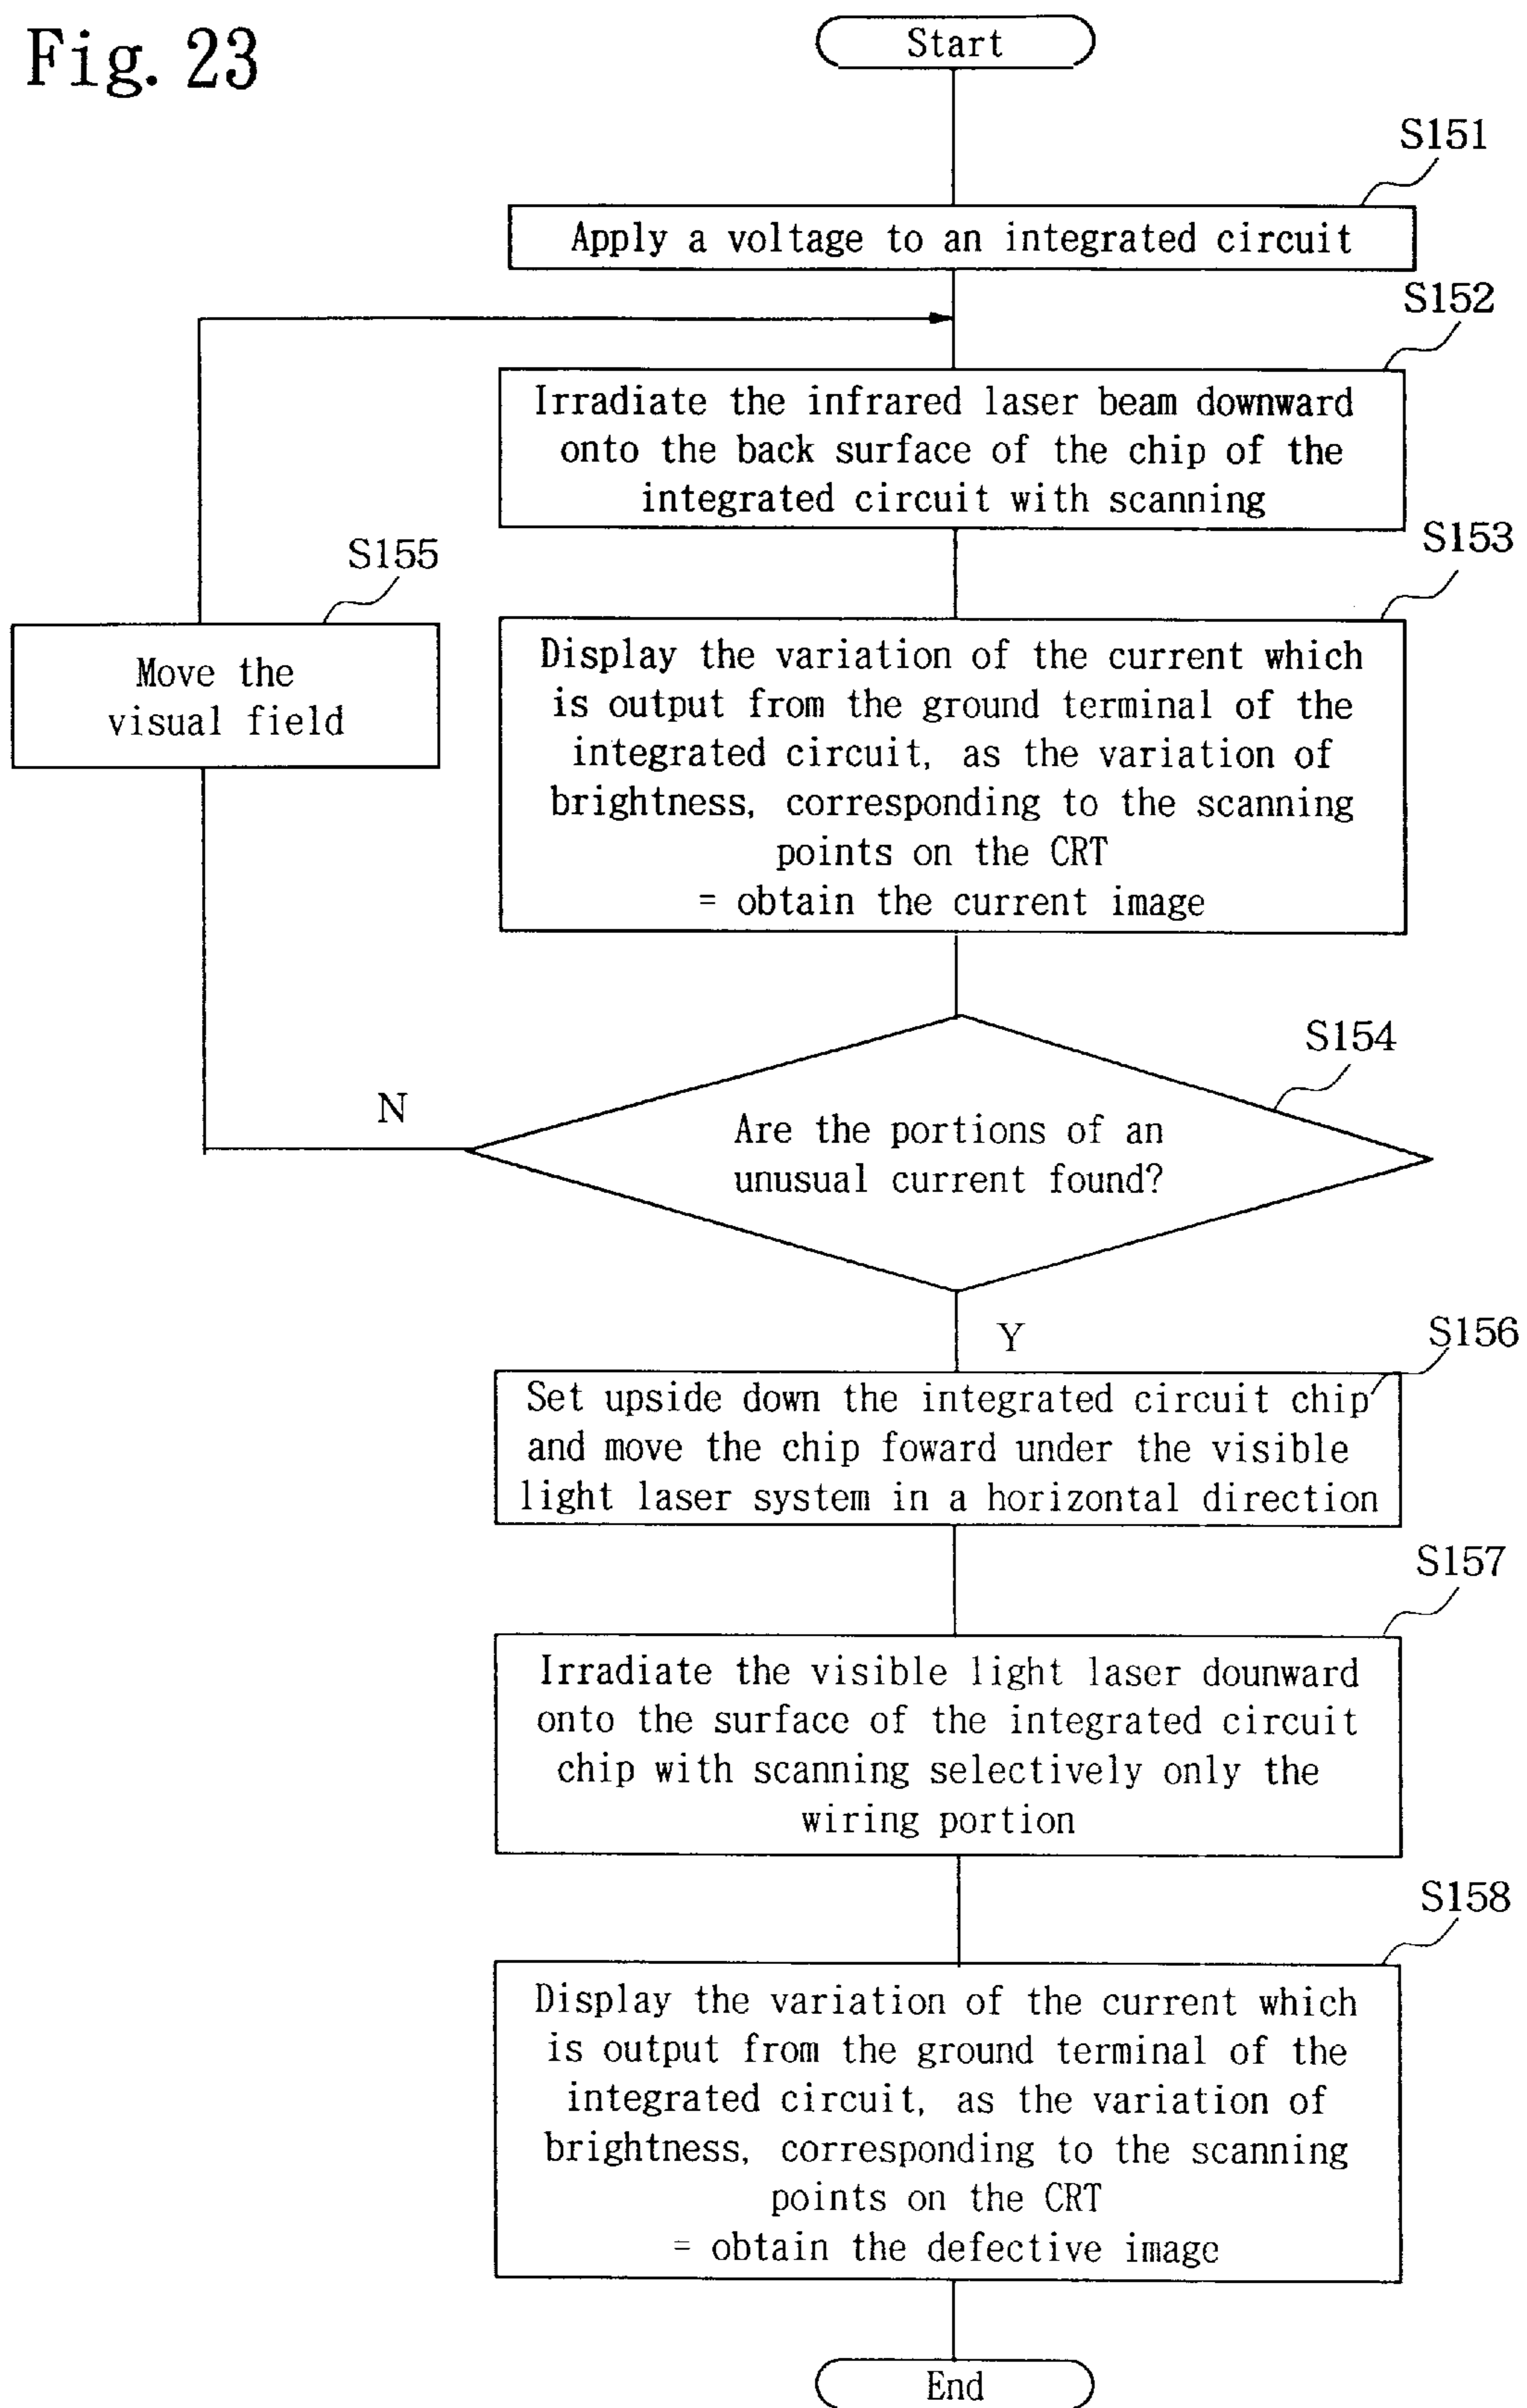 Fig. 23
Start
S151
Apply a voltage to an integrated circuit
S152
Irradiate the infrared laser beam downward
onto the back surface of the chip of the
integrated circuit with scanning
S153
Display the variation of the current which
is output from the ground terminal of the
integrated circuit, as the variation of
brightness, corresponding to the scanning
points on the CRT
= obtain the current image
S155
Move the
visual field
S154
Are the portions of an
unusual current found?
N
Y
S156
Set upside down the integrated circuit chip
and move the chip foward under the visible
light laser system in a horizontal direction
S157
Irradiate the visible light laser dounward
onto the surface of the integrated circuit
chip with scanning selectively only the
wiring portion
S158
Display the variation of the current which
is output from the ground terminal of the
integrated circuit, as the variation of
brightness, corresponding to the scanning
points on the CRT
= obtain the defective image
End